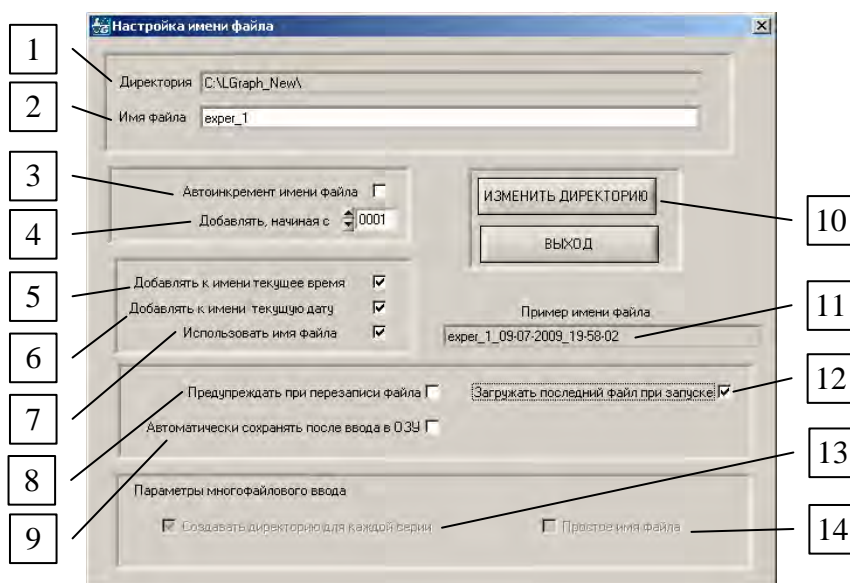 Настройка имени файла
1
Директория C:\LGraph_New\
2
Имя файла exper_1
3
Автоинкремент имени файла
4
Добавлять, начиная с 0001
ИЗМЕНИТЬ ДИРЕКТОРИЮ
10
ВЫХОД
5
Добавлять к имени текущее время
6
Добавлять к имени текущую дату
7
Использовать имя файла
Пример имени файла
11
exper_1_09-07-2009_19-58-02
8
Предупреждать при перезаписи файла
Загружать последний файл при запуске
12
9
Автоматически сохранять после ввода в ОЗУ
13
Параметры многофайлового ввода
Создавать директорию для каждой серии
Простое имя файла
14